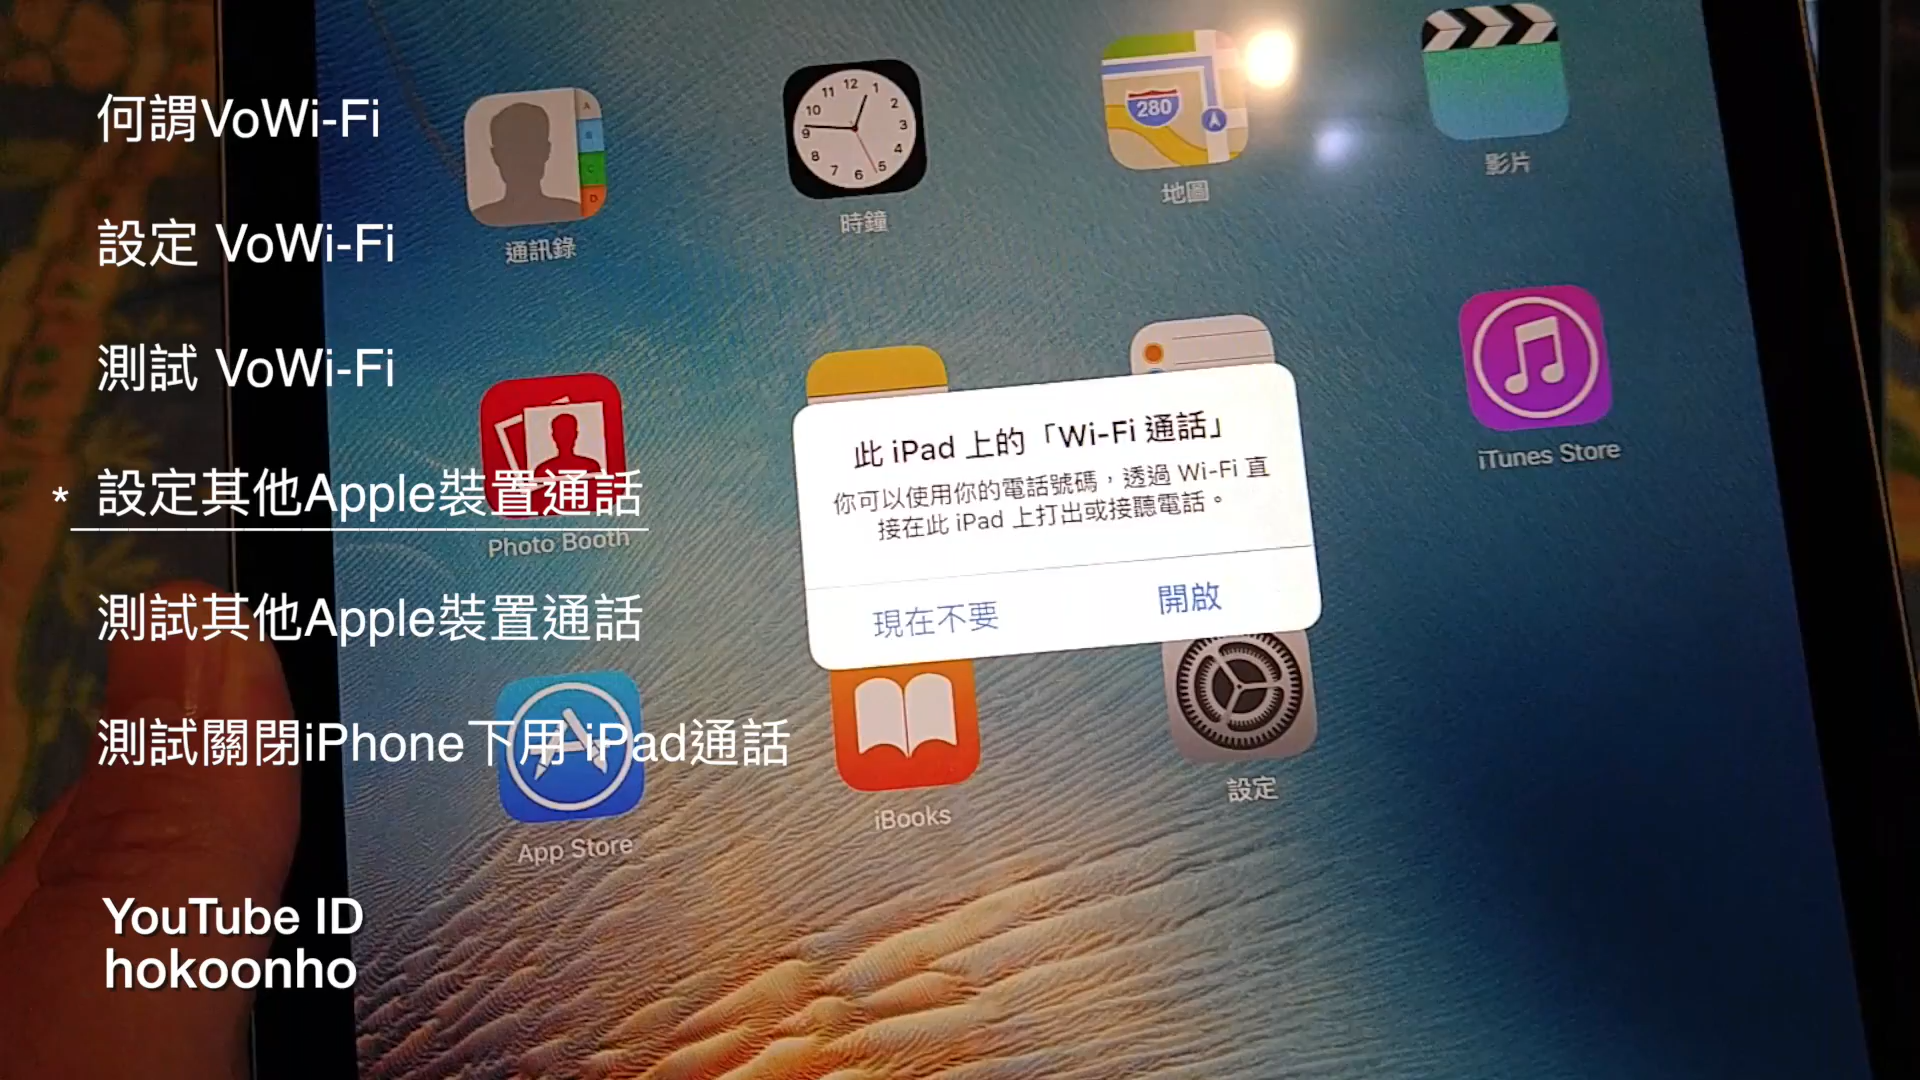 何謂VoWi-Fi
設定 VoWi-Fi
測試 VoWi-Fi
* 設定其他Apple裝置通話
測試其他Apple裝置通話
測試關閉iPhone下用 iPad通話
YouTube ID
hokoonho
通訊錄
時鐘
地圖
影片
280
A
B
C
D
12
1
2
3
4
5
6
7
8
9
10
11
Photo Booth
iTunes Store
此 iPad 上的「Wi-Fi 通話」
你可以使用你的電話號碼，透過 Wi-Fi 直
接在此 iPad 上打出或接聽電話。
現在不要
開啟
App Store
iBooks
設定